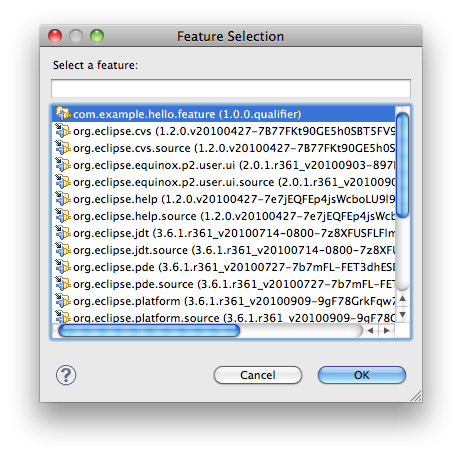 Feature Selection
Select a feature:
com.example.hello.feature (1.0.0.qualifier)
org.eclipse.cvs (1.2.0.v20100427-7B77FKt90GE5h0SBT5FV9
org.eclipse.cvs.source (1.2.0.v20100427-7B77FKt90GE5h0S
org.eclipse.equinox.p2.user.ui (2.0.1.r361_v20100903-897
org.eclipse.equinox.p2.user.ui.source (2.0.1.r361_v2010090
org.eclipse.help (1.2.0.v20100427-7e7jEQFEp4jsWcboLU9l9
org.eclipse.help.source (1.2.0.v20100427-7e7jEQFEp4jsWcb
org.eclipse.jdt (3.6.1.r361_v20100714-0800-7z8XFUSFLFlm
org.eclipse.jdt.source (3.6.1.r361_v20100714-0800-7z8XFU
org.eclipse.pde (3.6.1.r361_v20100727-7b7mFL-FET3dhESD
org.eclipse.pde.source (3.6.1.r361_v20100727-7b7mFL-FET
org.eclipse.platform (3.6.1.r361_v20100909-9gF78GrkFqw7
org.eclipse.platform.source (3.6.1.r361_v20100909-9gF78G
? Cancel OK